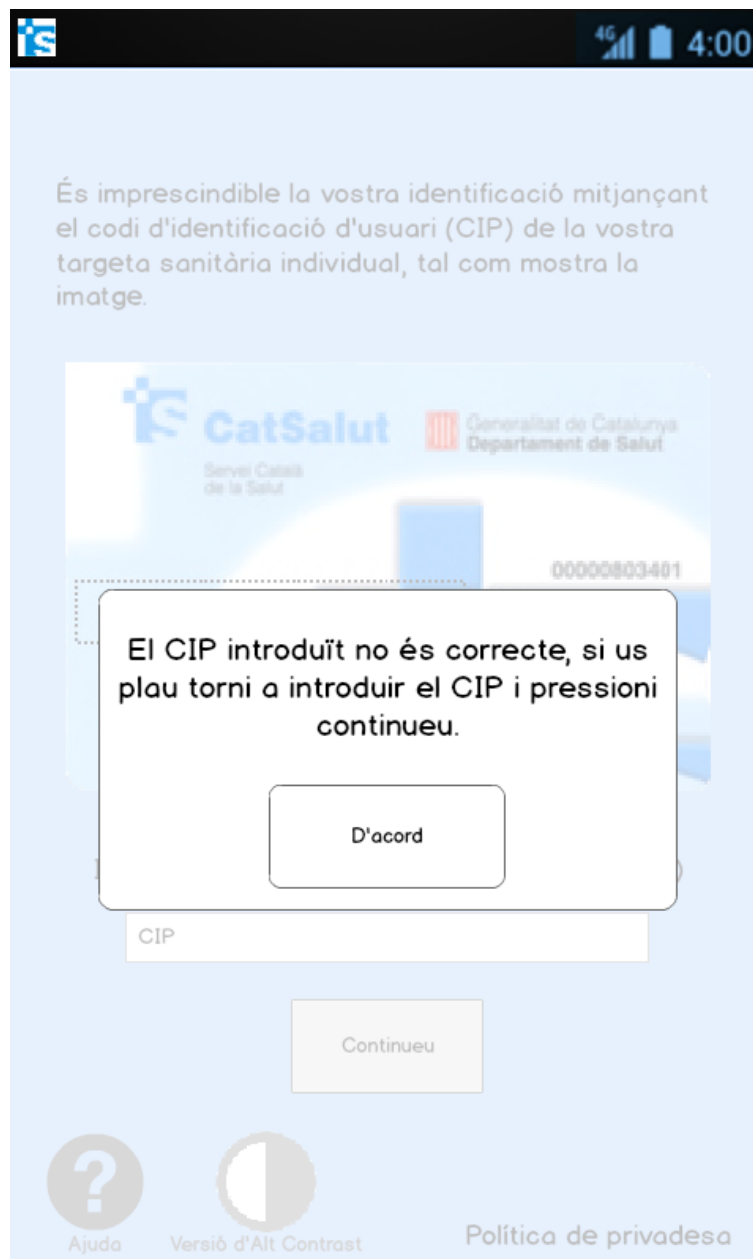 4G 4:00
És imprescindible la vostra identificació mitjançant
el codi d'identificació d'usuari (CIP) de la vostra
targeta sanitària individual, tal com mostra la
imatge.
CatSalut
Servei Català
de la Salut
Generalitat de Catalunya
Departament de Salut
00000803401
El CIP introduït no és correcte, si us
plau torni a introduir el CIP i pressioni
continueu.
D'acord
CIP
Continueu
Ajuda
Versió d'Alt Contrast
Política de privadesa